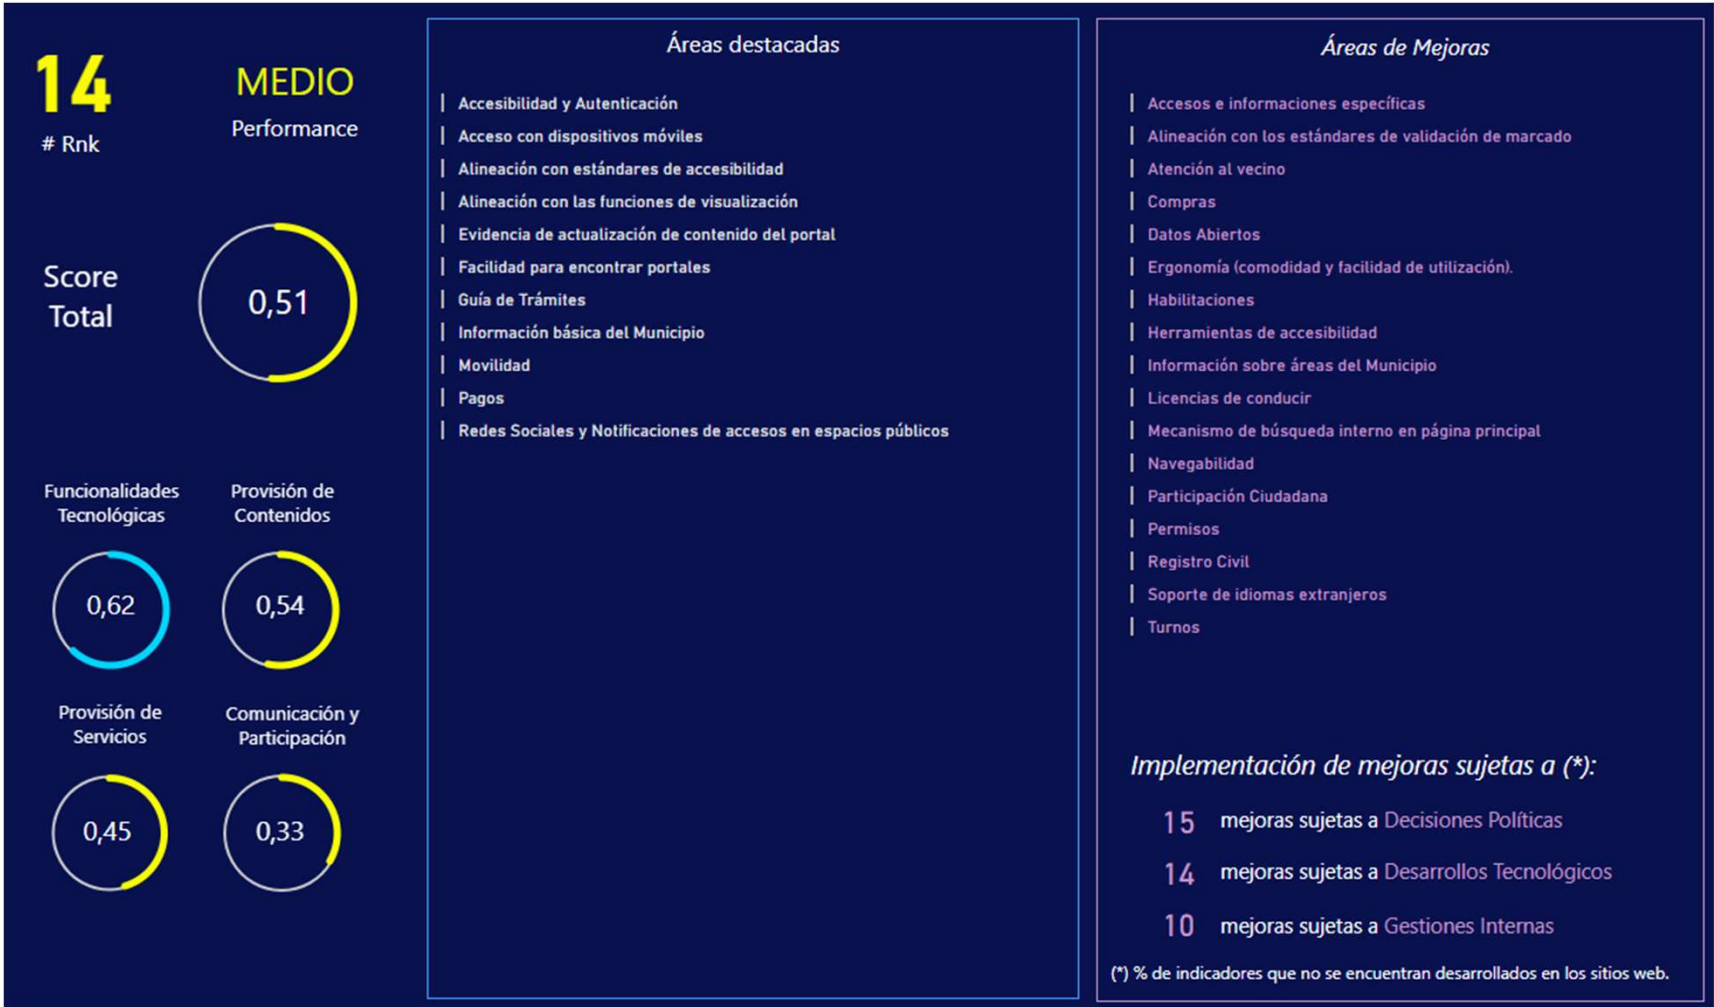 14
# Rnk
MEDIO
Performance
Score
Total
0,51
Funcionalidades
Tecnológicas
0,62
Provisión de
Contenidos
0,54
Provisión de
Servicios
0,45
Comunicación y
Participación
0,33
Áreas destacadas
Accesibilidad y Autenticación
Acceso con dispositivos móviles
Alineación con estándares de accesibilidad
Alineación con las funciones de visualización
Evidencia de actualización de contenido del portal
Facilidad para encontrar portales
Guía de Trámites
Información básica del Municipio
Movilidad
Pagos
Redes Sociales y Notificaciones de accesos en espacios públicos
Áreas de Mejoras
Accesos e informaciones específicas
Alineación con los estándares de validación de marcado
Atención al vecino
Compras
Datos Abiertos
Ergonomía (comodidad y facilidad de utilización).
Habilitaciones
Herramientas de accesibilidad
Información sobre áreas del Municipio
Licencias de conducir
Mecanismo de búsqueda interno en página principal
Navegabilidad
Participación Ciudadana
Permisos
Registro Civil
Soporte de idiomas extranjeros
Turnos
Implementación de mejoras sujetas a (*):
15 mejoras sujetas a Decisiones Políticas
14 mejoras sujetas a Desarrollos Tecnológicos
10 mejoras sujetas a Gestiones Internas
(*) % de indicadores que no se encuentran desarrollados en los sitios web.